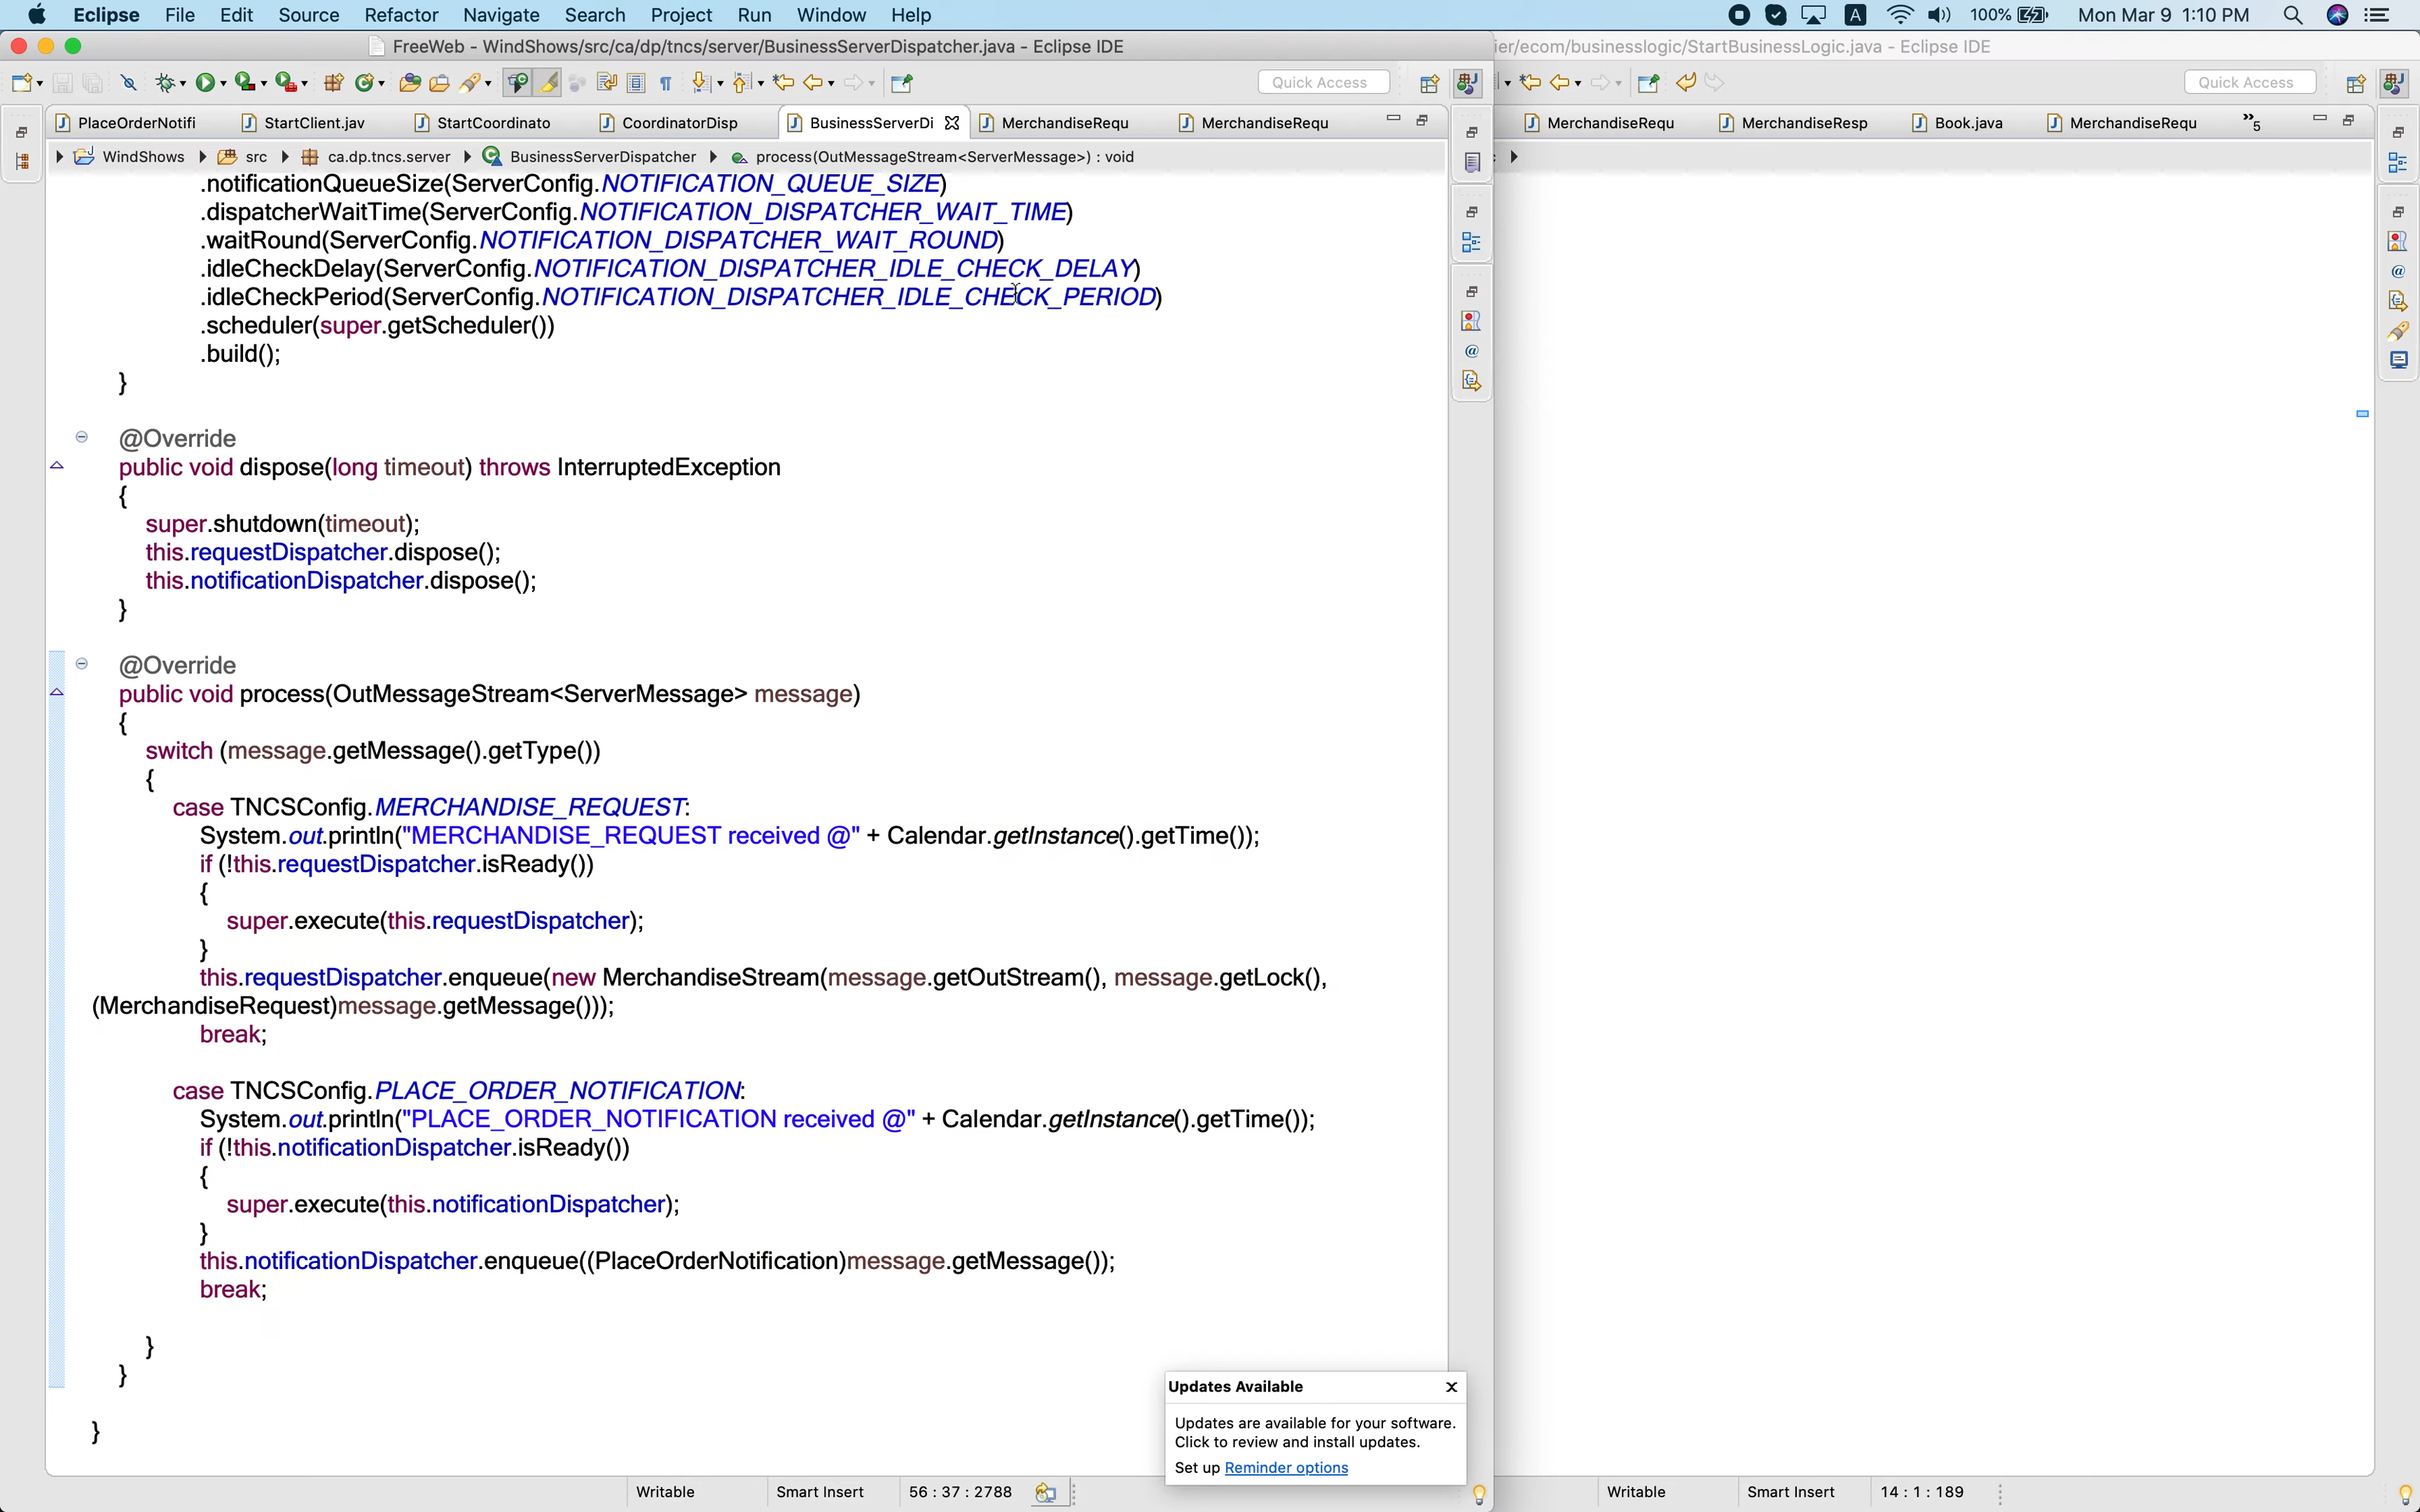 Eclipse File Edit Source Refactor Navigate Search Project Run Window Help
A 100% Mon Mar 9 1:10 PM
FreeWeb - WindShows/src/ca/dp/tncs/server/BusinessServerDispatcher.java - Eclipse IDE
ier/ecom/businesslogic/StartBusinessLogic.java - Eclipse IDE
Quick Access
Quick Access
PlaceOrderNotifi StartClient.jav StartCoordinato CoordinatorDisp BusinessServerDi MerchandiseRequ MerchandiseRequ
MerchandiseRequ MerchandiseResp Book.java MerchandiseRequ »5
WindShows src ca.dp.tncs.server BusinessServerDispatcher process(OutMessageStream<ServerMessage>) : void
.notificationQueueSize(ServerConfig.NOTIFICATION_QUEUE_SIZE)
.dispatcherWaitTime(ServerConfig.NOTIFICATION_DISPATCHER_WAIT_TIME)
.waitRound(ServerConfig.NOTIFICATION_DISPATCHER_WAIT_ROUND)
.idleCheckDelay(ServerConfig.NOTIFICATION_DISPATCHER_IDLE_CHECK_DELAY)
.idleCheckPeriod(ServerConfig.NOTIFICATION_DISPATCHER_IDLE_CHECK_PERIOD)
.scheduler(super.getScheduler())
.build();
}
@Override
public void dispose(long timeout) throws InterruptedException
{
super.shutdown(timeout);
this.requestDispatcher.dispose();
this.notificationDispatcher.dispose();
}
@Override
public void process(OutMessageStream<ServerMessage> message)
{
switch (message.getMessage().getType())
{
case TNCSConfig.MERCHANDISE_REQUEST:
System.out.println("MERCHANDISE_REQUEST received @" + Calendar.getInstance().getTime());
if (!this.requestDispatcher.isReady())
{
super.execute(this.requestDispatcher);
}
this.requestDispatcher.enqueue(new MerchandiseStream(message.getOutStream(), message.getLock(),
(MerchandiseRequest)message.getMessage()));
break;
case TNCSConfig.PLACE_ORDER_NOTIFICATION:
System.out.println("PLACE_ORDER_NOTIFICATION received @" + Calendar.getInstance().getTime());
if (!this.notificationDispatcher.isReady())
{
super.execute(this.notificationDispatcher);
}
this.notificationDispatcher.enqueue((PlaceOrderNotification)message.getMessage());
break;
}
}
}
Updates Available
Updates are available for your software.
Click to review and install updates.
Set up Reminder options
Writable Smart Insert 56 : 37 : 2788
Writable Smart Insert 14 : 1 : 189